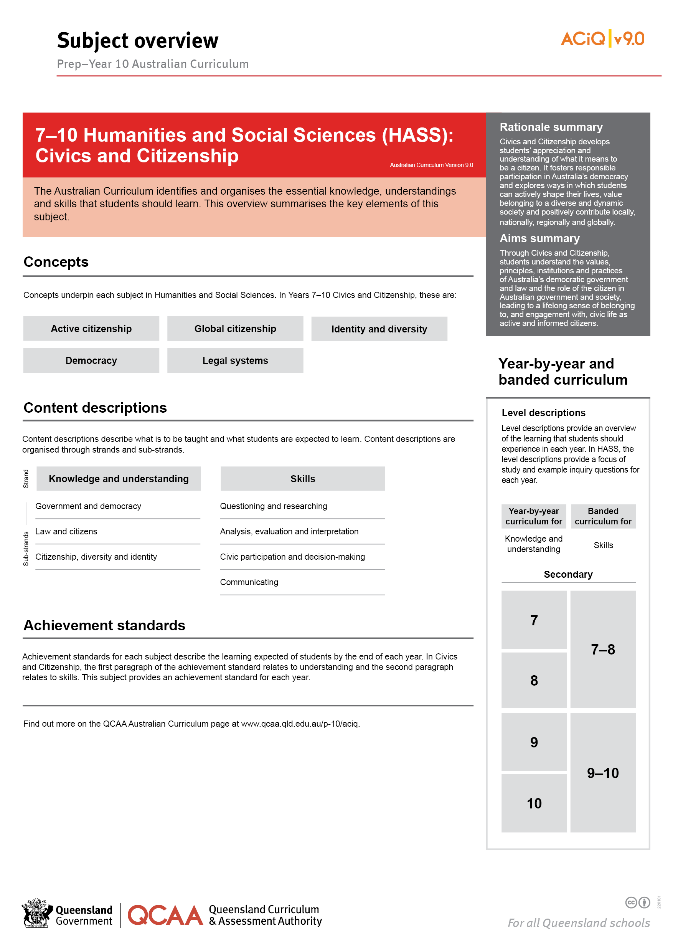 Subject overview
Prep–Year 10 Australian Curriculum
ACiQ v9.0
7–10 Humanities and Social Sciences (HASS):
Civics and Citizenship
Australian Curriculum Version 9.0
The Australian Curriculum identifies and organises the essential knowledge, understandings
and skills that students should learn. This overview summarises the key elements of this
subject.
Concepts
Concepts underpin each subject in Humanities and Social Sciences. In Years 7–10 Civics and Citizenship, these are:
Active citizenship
Global citizenship
Identity and diversity
Democracy
Legal systems
Content descriptions
Content descriptions describe what is to be taught and what students are expected to learn. Content descriptions are
organised through strands and sub-strands.
Strand
Knowledge and understanding
Skills
Sub-strands
Government and democracy
Law and citizens
Citizenship, diversity and identity
Questioning and researching
Analysis, evaluation and interpretation
Civic participation and decision-making
Communicating
Achievement standards
Achievement standards for each subject describe the learning expected of students by the end of each year. In Civics
and Citizenship, the first paragraph of the achievement standard relates to understanding and the second paragraph
relates to skills. This subject provides an achievement standard for each year.
Find out more on the QCAA Australian Curriculum page at www.qcaa.qld.edu.au/p-10/aciq.
Rationale summary
Civics and Citizenship develops
students' appreciation and
understanding of what it means to
be a citizen. It fosters responsible
participation in Australia's democracy
and explores ways in which students
can actively shape their lives, value
belonging to a diverse and dynamic
society and positively contribute locally,
nationally, regionally and globally.
Aims summary
Through Civics and Citizenship,
students understand the values,
principles, institutions and practices
of Australia's democratic government
and law and the role of the citizen in
Australian government and society,
leading to a lifelong sense of belonging
to, and engagement with, civic life as
active and informed citizens.
Year-by-year and
banded curriculum
Level descriptions
Level descriptions provide an overview
of the learning that students should
experience in each year. In HASS, the
level descriptions provide a focus of
study and example inquiry questions for
each year.
Year-by-year
curriculum for
Banded
curriculum for
Knowledge and
understanding
Skills
Secondary
7
8
7–8
9
10
9–10
Queensland
Government
QCAA
Queensland Curriculum
& Assessment Authority
For all Queensland schools